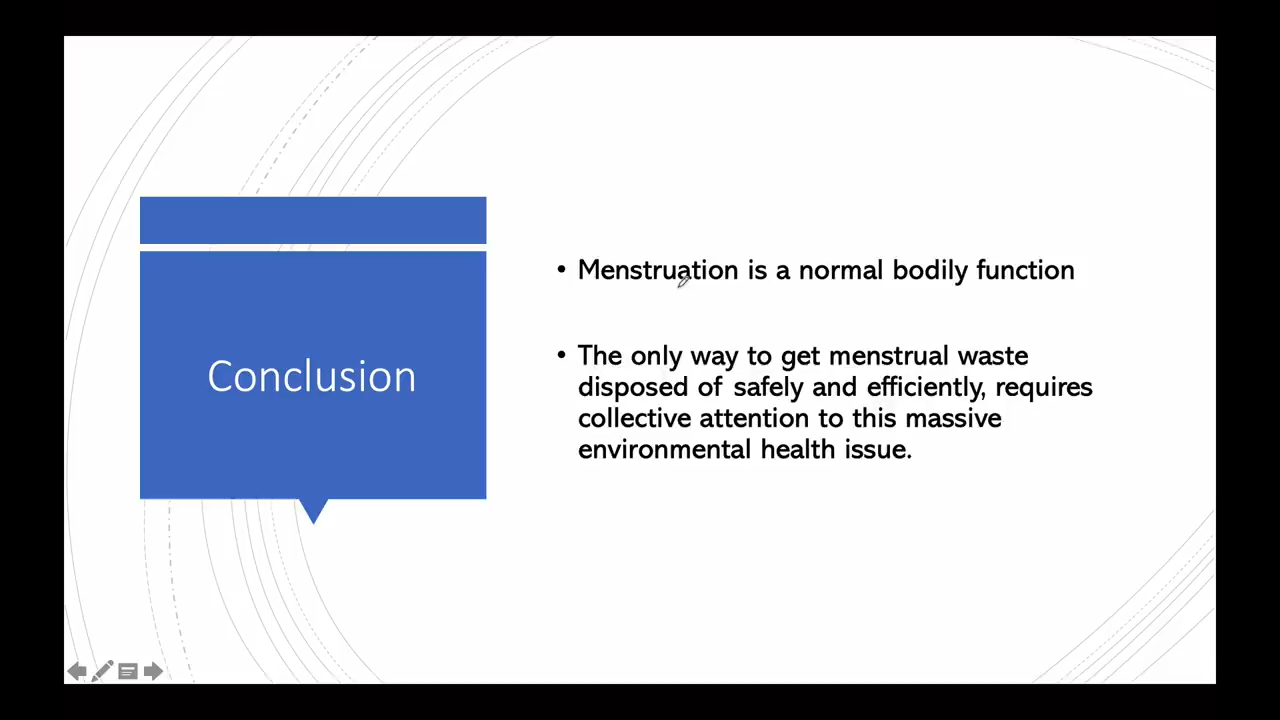 Conclusion
• Menstruation is a normal bodily function
• The only way to get menstrual waste
disposed of safely and efficiently, requires
collective attention to this massive
environmental health issue.